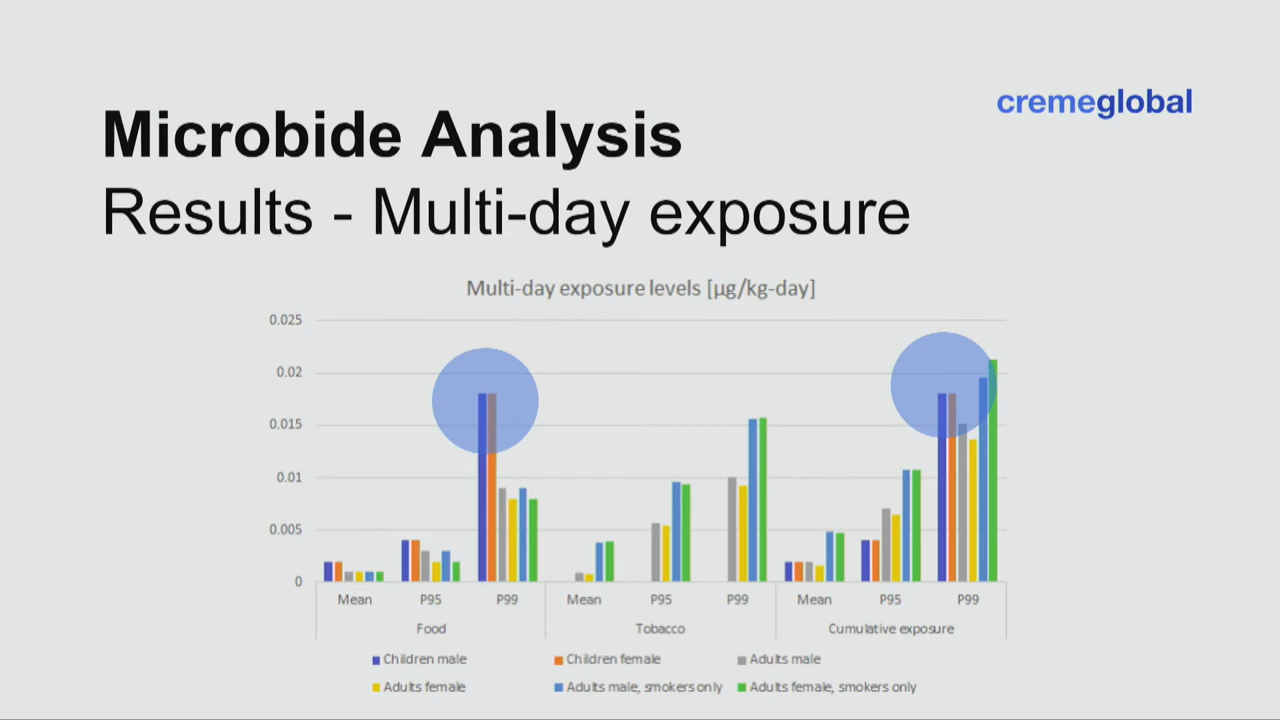 cremeglobal
Microbide Analysis
Results - Multi-day exposure
Multi-day exposure levels [µg/kg-day]
0.025
0.02
0.015
0.01
0.005
0
Mean P95 P99 Mean P95 P99 Mean P95 P99
Food Tobacco Cumulative exposure
Children male Children female Adults male
Adults female Adults male, smokers only Adults female, smokers only